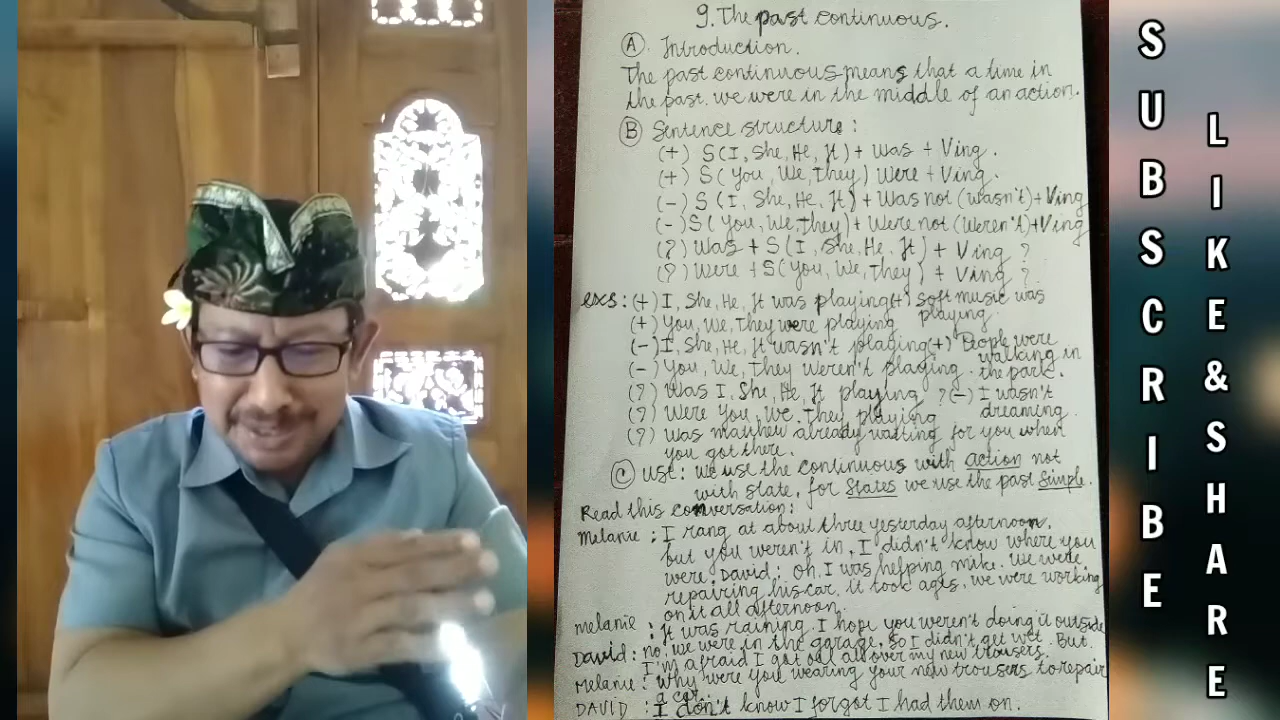 9. The past continuous.
(A). Introduction.
The past continuous means that a time in
the past. we were in the middle of an action.
(B) Sentence structure:
(+) S (I, She, He, It) + Was + Ving.
(+) S (You, We, They) Were + Ving.
(-) S (I, She, He, It) + Was not (wasn't) + Ving
(-) S (You, We, They) + Were not (Weren't) + Ving
(?) Was + S (I, She, He, It) + Ving ?
(?) Were + S (You, We, They) + Ving ?
exs: (+) I, She, He, It was playing (+) Soft music was
(+) You, We, They were playing playing.
(-) I, She, He, It wasn't playing (+) People were
walking in
(-) You, We, They weren't playing. the park.
(?) Was I, She, He, It playing ? (-) I wasn't
(?) Were You, We, They playing dreaming.
(?) Was matthew already waiting for you when
you got there.
(C) Use: we use the continuous with action not
with state, for States we use the past Simple.
Read this conversation:
Melanie: I rang at about three yesterday afternoon,
but you weren't in, I didn't know where you
were. David: oh, I was helping mike. we were
repairing his car, it took ages, we were working
on it all afternoon.
melanie: It was raining. I hope you weren't doing it outside
David: no, we were in the garage, so I didn't get wet. But
I'm afraid I got oil all over my new trousers.
Melanie: why were you wearing your new trousers to repair
a car.
DAVID: I don't know I forgot I had them on.
SUBSCRIBE
LIKE&SHARE